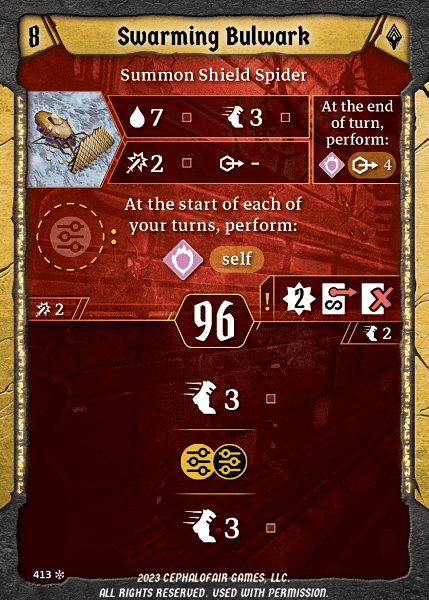 8
Swarming Bulwark
Summon Shield Spider
7
3
At the end
of turn,
perform:
2
-
4
At the start of each of
your turns, perform:
:
self
2
96
!
2
∞
2
3
3
413
2023 CEPHALOFAIR GAMES, LLC.
ALL RIGHTS RESERVED. USED WITH PERMISSION.